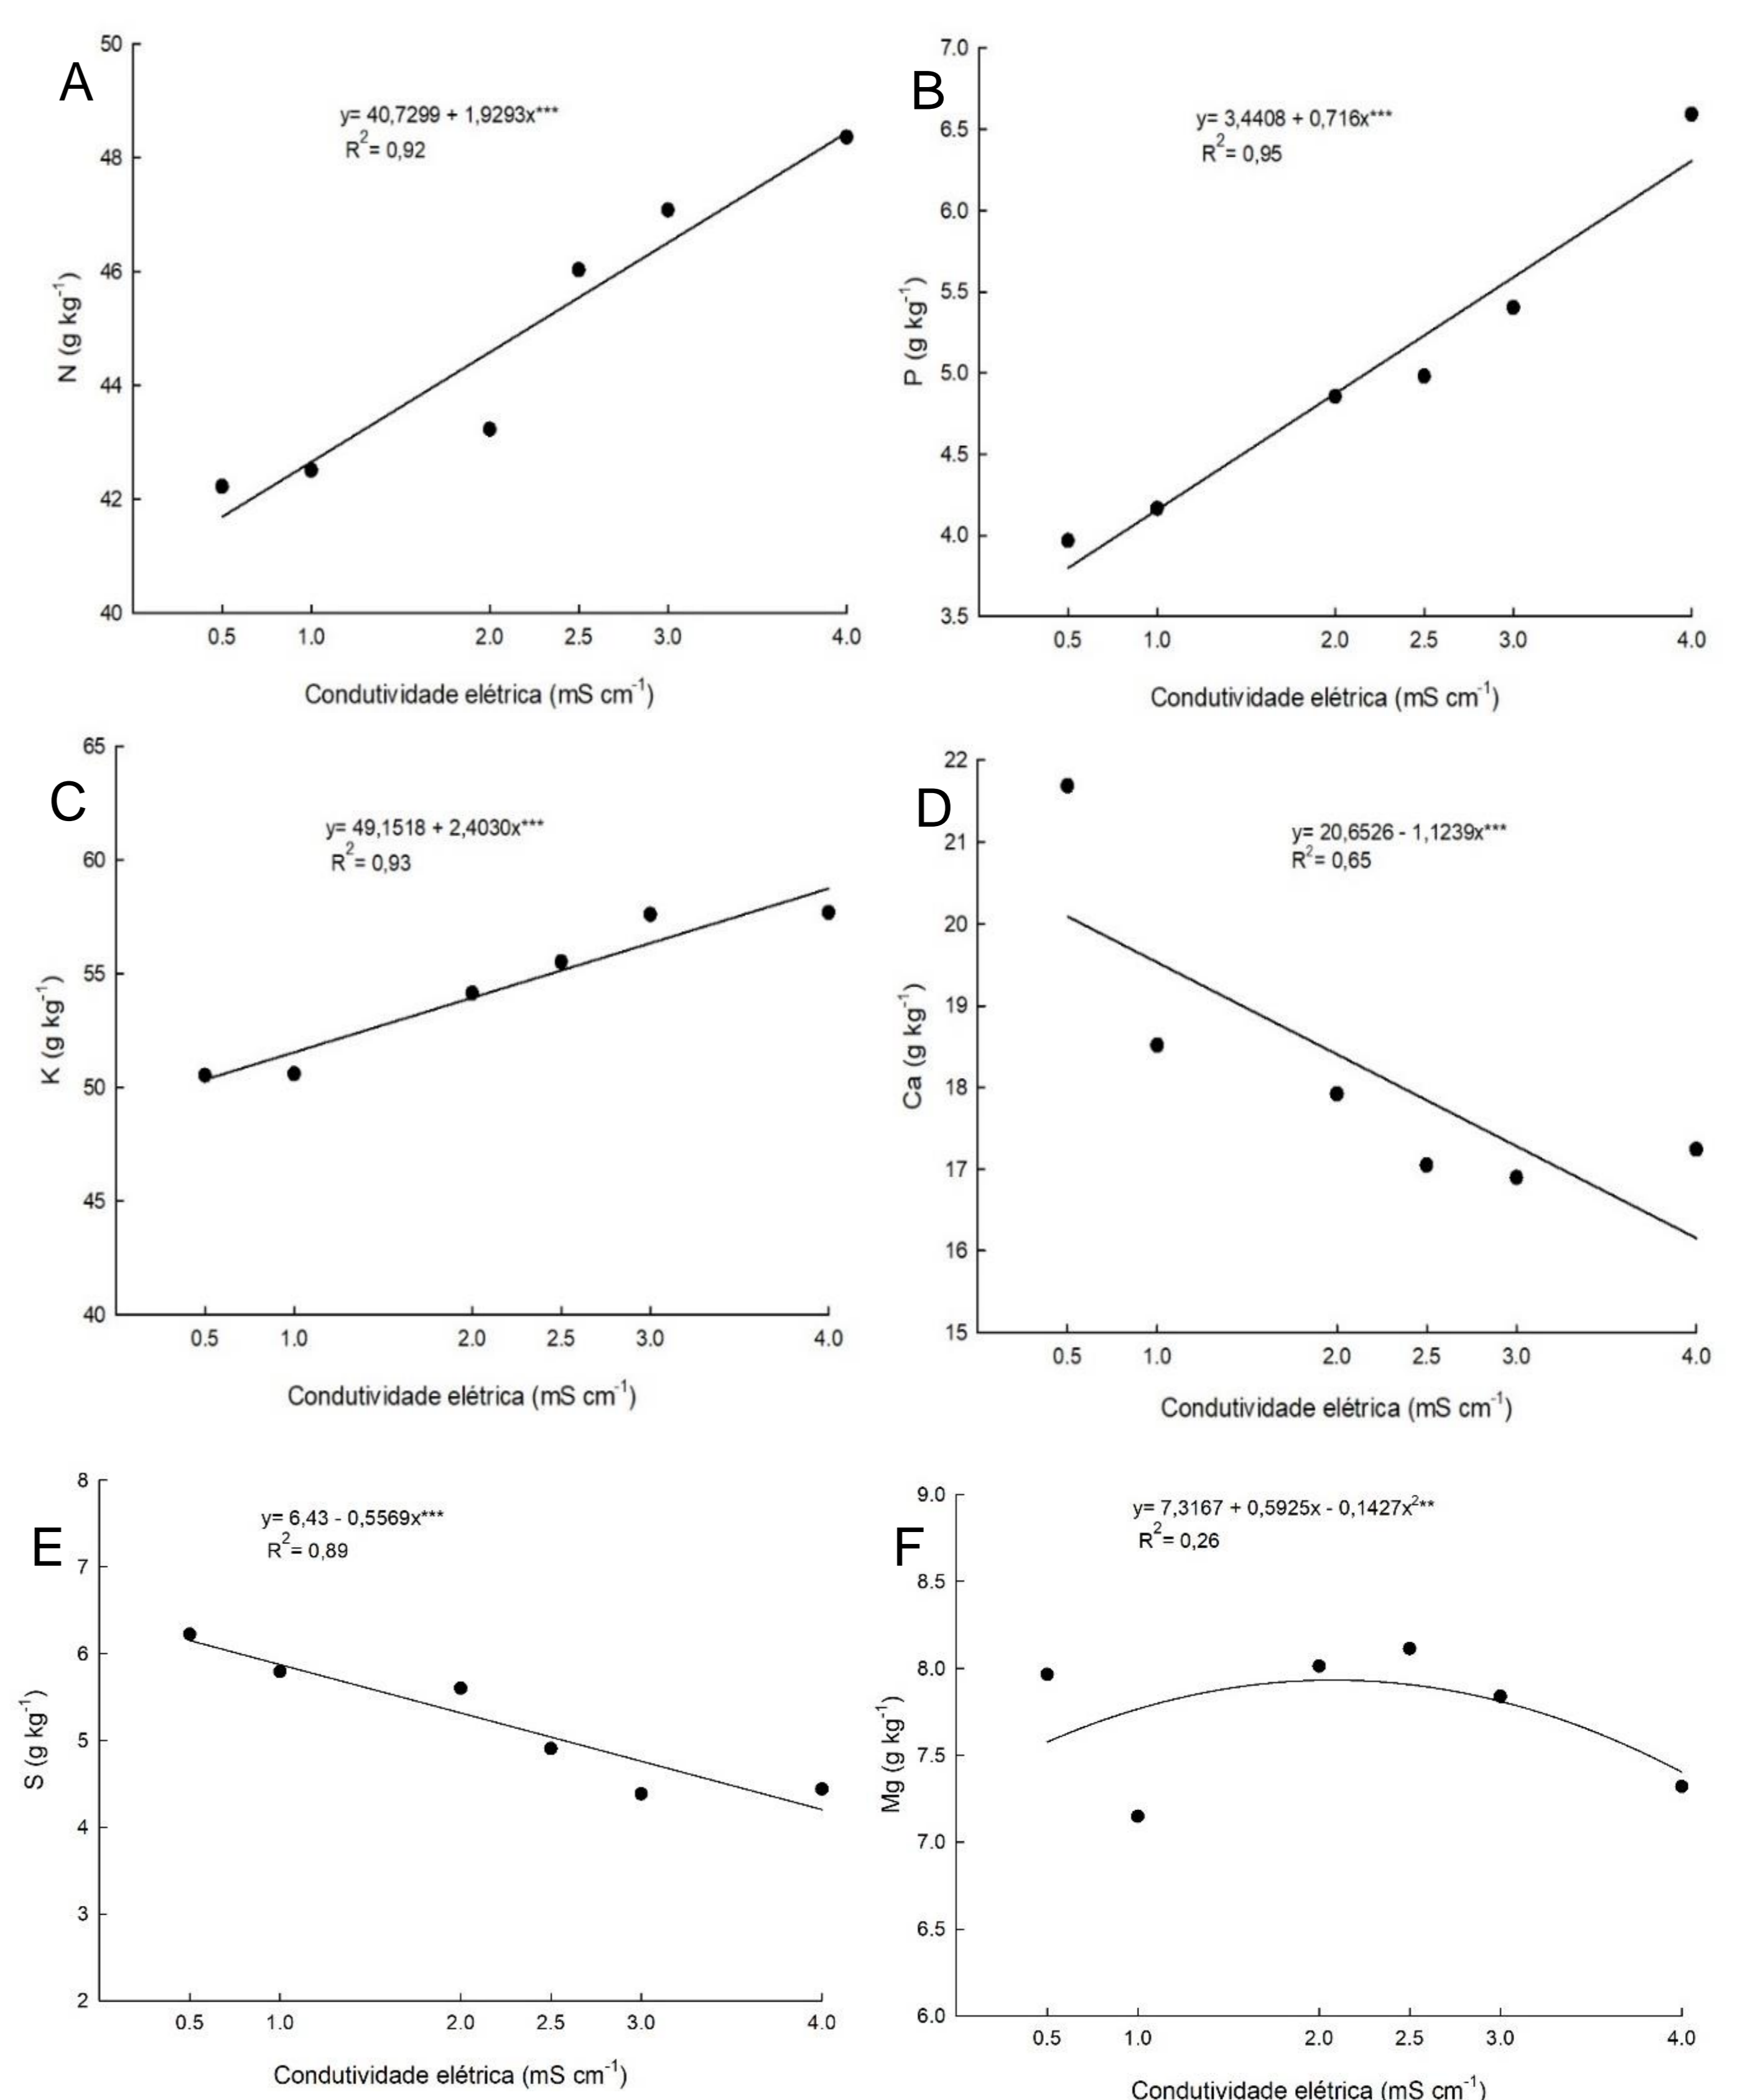 A
y= 40,7299 + 1,9293x***
R²= 0,92
N (g kg⁻¹)
50
48
46
44
42
40
0.5 1.0 2.0 2.5 3.0 4.0
Condutividade elétrica (mS cm⁻¹)
B
y= 3,4408 + 0,716x***
R²= 0,95
P (g kg⁻¹)
7.0
6.5
6.0
5.5
5.0
4.5
4.0
3.5
0.5 1.0 2.0 2.5 3.0 4.0
Condutividade elétrica (mS cm⁻¹)
C
y= 49,1518 + 2,4030x***
R²= 0,93
K (g kg⁻¹)
65
60
55
50
45
40
0.5 1.0 2.0 2.5 3.0 4.0
Condutividade elétrica (mS cm⁻¹)
D
y= 20,6526 - 1,1239x***
R²= 0,65
Ca (g kg⁻¹)
22
21
20
19
18
17
16
15
0.5 1.0 2.0 2.5 3.0 4.0
Condutividade elétrica (mS cm⁻¹)
E
y= 6,43 - 0,5569x***
R²= 0,89
S (g kg⁻¹)
8
7
6
5
4
3
2
0.5 1.0 2.0 2.5 3.0 4.0
Condutividade elétrica (mS cm⁻¹)
F
y= 7,3167 + 0,5925x - 0,1427x²**
R²= 0,26
Mg (g kg⁻¹)
9.0
8.5
8.0
7.5
7.0
6.5
6.0
0.5 1.0 2.0 2.5 3.0 4.0
Condutividade elétrica (mS cm⁻¹)